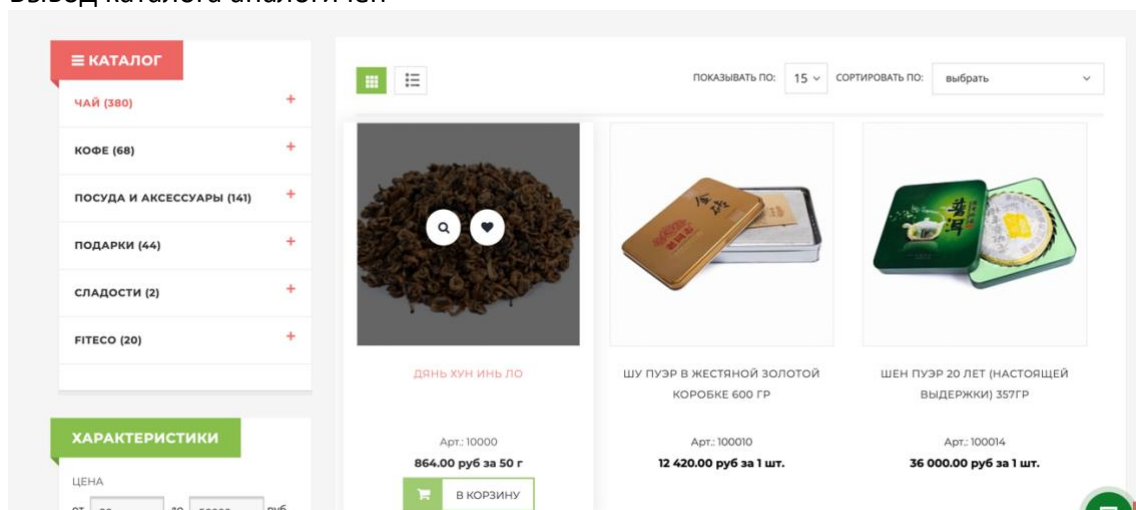 Вывод каталога аналогичен
КАТАЛОГ
ЧАЙ (380)
КОФЕ (68)
ПОСУДА И АКСЕССУАРЫ (141)
ПОДАРКИ (44)
СЛАДОСТИ (2)
FITECO (20)
ХАРАКТЕРИСТИКИ
ЦЕНА
ПОКАЗЫВАТЬ ПО: 15 СОРТИРОВАТЬ ПО: выбрать
ДЯНЬ ХУН ИНЬ ЛО
Арт.: 10000
864.00 руб за 50 г
В КОРЗИНУ
ШУ ПУЭР В ЖЕСТЯНОЙ ЗОЛОТОЙ
КОРОБКЕ 600 ГР
Арт.: 100010
12 420.00 руб за 1 шт.
ШЕН ПУЭР 20 ЛЕТ (НАСТОЯЩЕЙ
ВЫДЕРЖКИ) 357ГР
Арт.: 100014
36 000.00 руб за 1 шт.